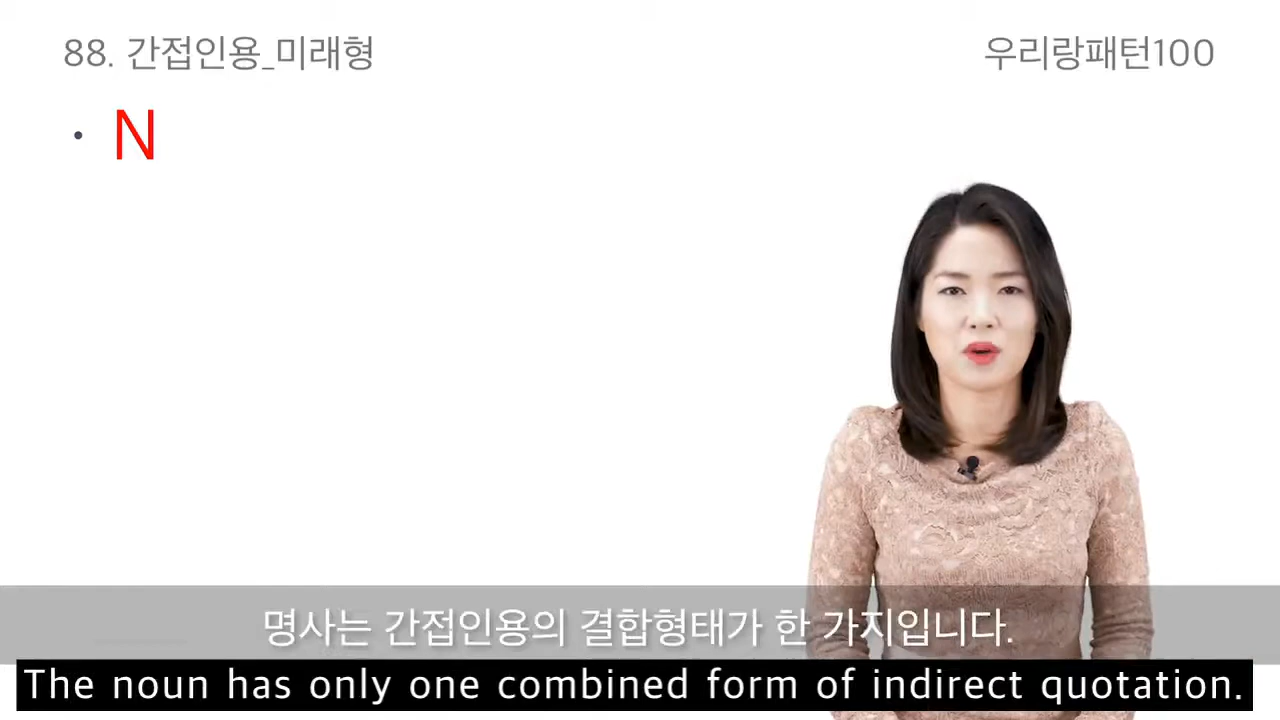 88. 간접인용_미래형
우리랑패턴100
• N
명사는 간접인용의 결합형태가 한 가지입니다.
The noun has only one combined form of indirect quotation.